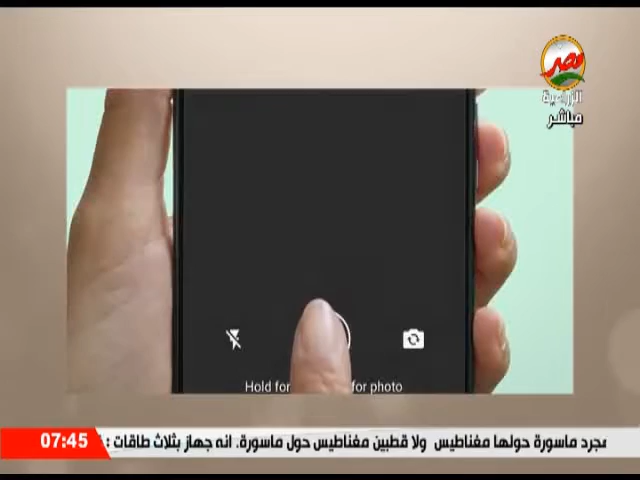 مصر
الزراعية
مباشر
Hold for for photo
07:45
مجرد ماسورة حولها مغناطيس ولا قطبين مغناطيس حول ماسورة. انه جهاز بثلاث طاقات :